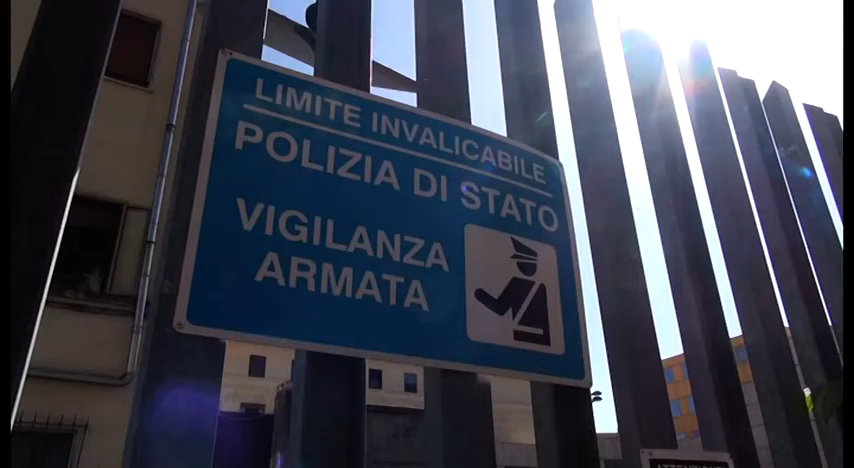 LIMITE INVALICABILE
POLIZIA DI STATO
VIGILANZA
ARMATA